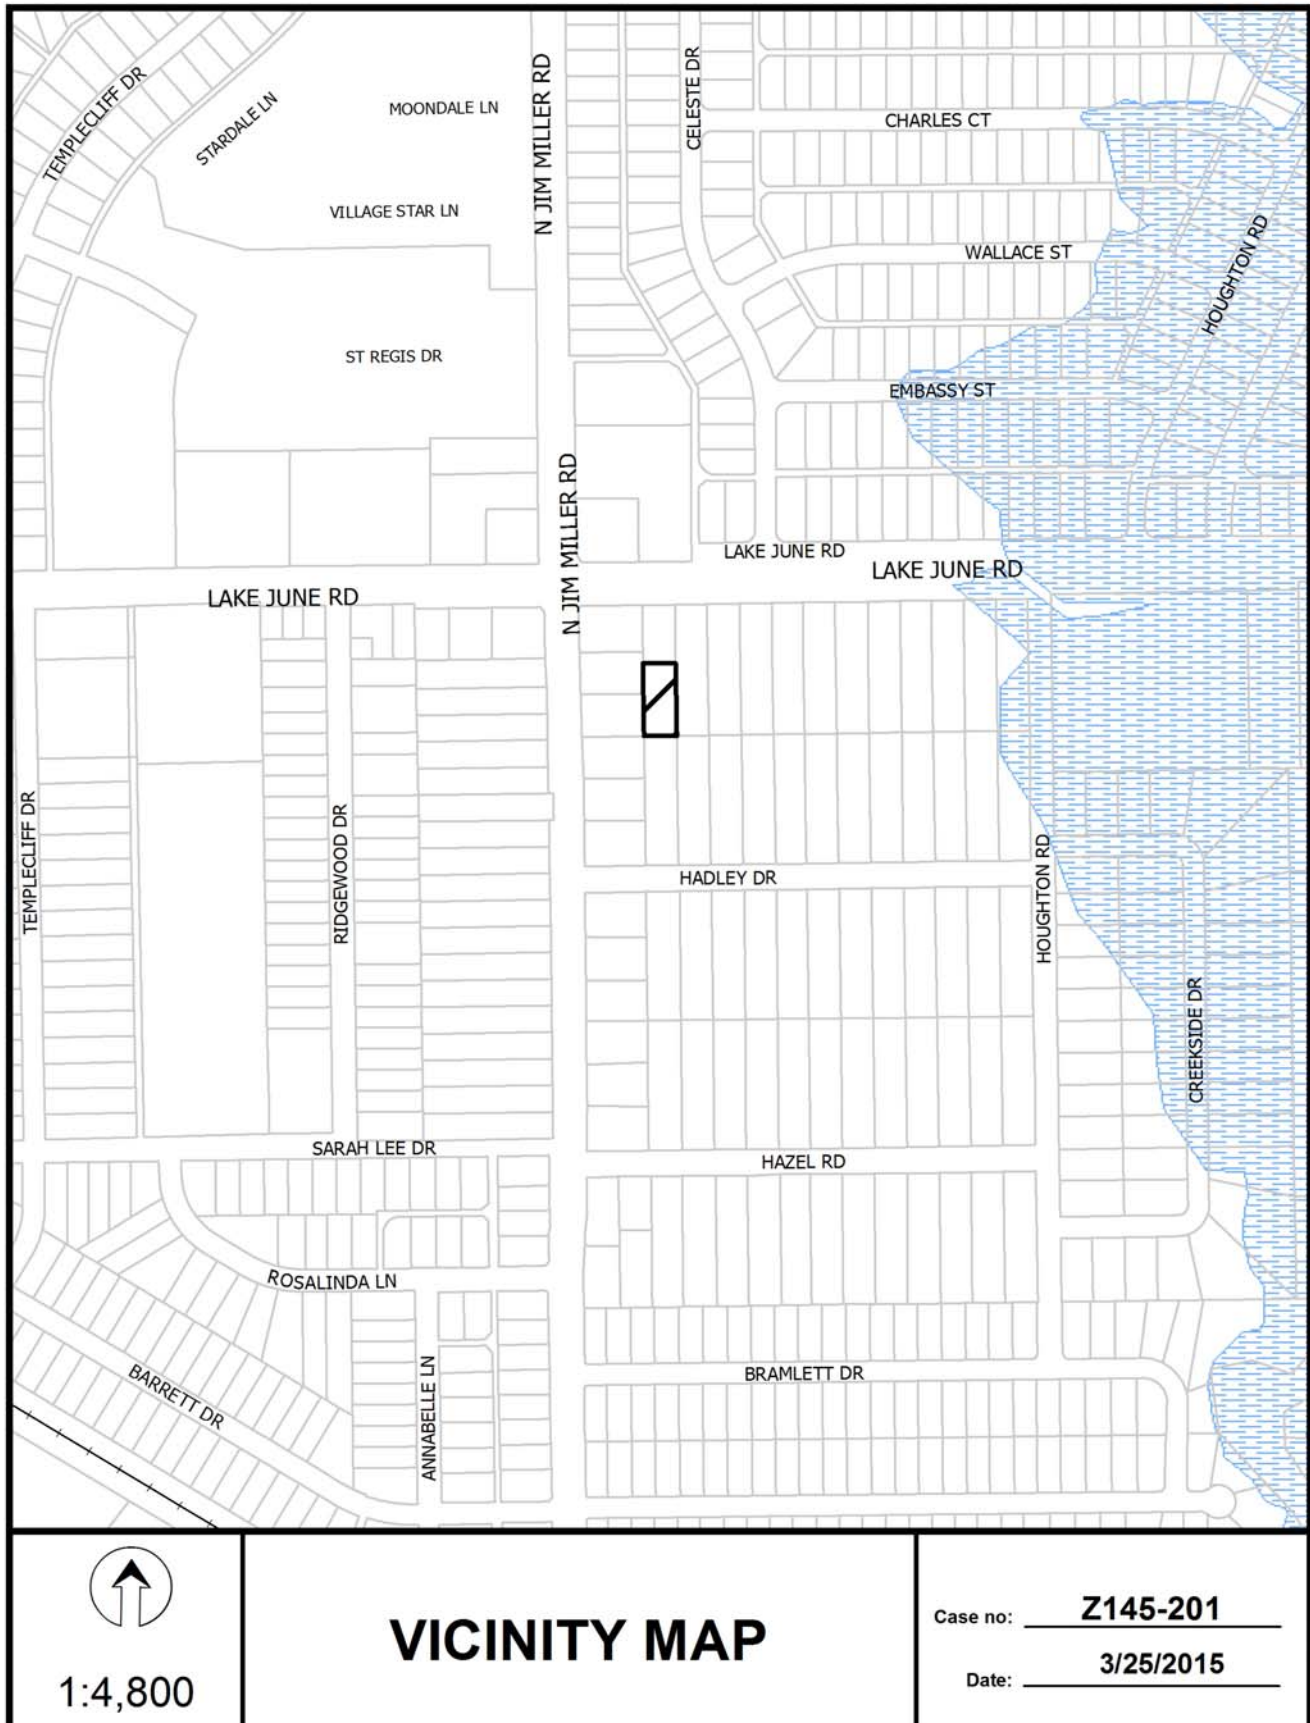 TEMPLECLIFF DR
STARDALE LN
MOONDALE LN
N JIM MILLER RD
CELESTE DR
CHARLES CT
VILLAGE STAR LN
WALLACE ST
HOUGHTON RD
ST REGIS DR
EMBASSY ST
N JIM MILLER RD
LAKE JUNE RD
LAKE JUNE RD
LAKE JUNE RD
TEMPLECLIFF DR
RIDGEWOOD DR
HADLEY DR
HOUGHTON RD
CREEKSIDE DR
SARAH LEE DR
HAZEL RD
ROSALINDA LN
BARRETT DR
ANNABELLE LN
BRAMLETT DR
1:4,800
VICINITY MAP
Case no: Z145-201
Date: 3/25/2015